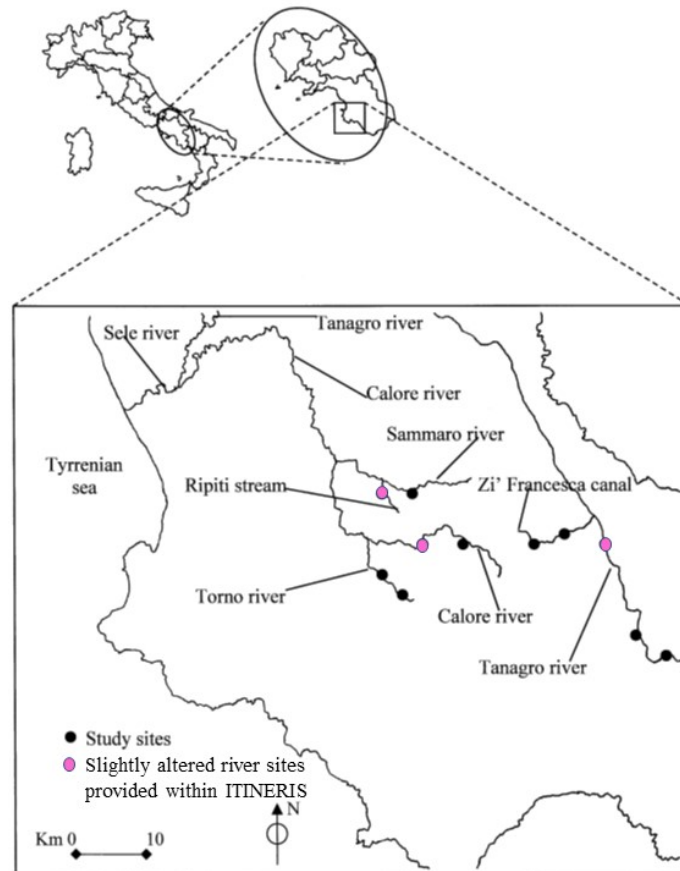 Tanagro river
Sele river
Calore river
Sammaro river
Tyrrenian
sea
Ripiti stream
Zi' Francesca canal
Torno river
Calore river
Tanagro river
Study sites
Slightly altered river sites
provided within ITINERIS
N
Km 0 10